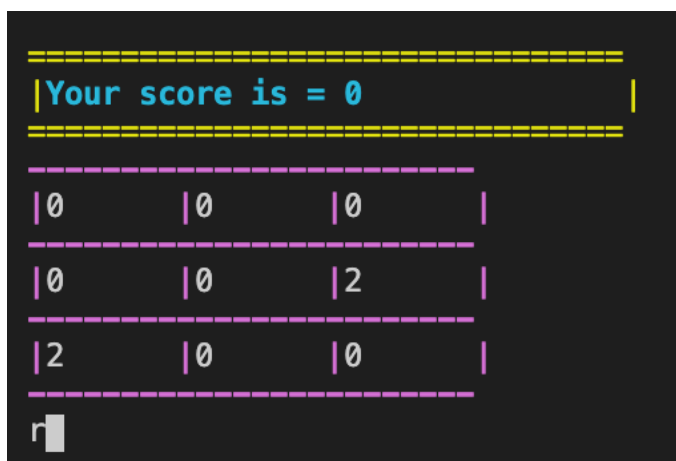 ================================
|Your score is = 0 |
================================
------------------------
|0 |0 |0 |
------------------------
|0 |0 |2 |
------------------------
|2 |0 |0 |
------------------------
r